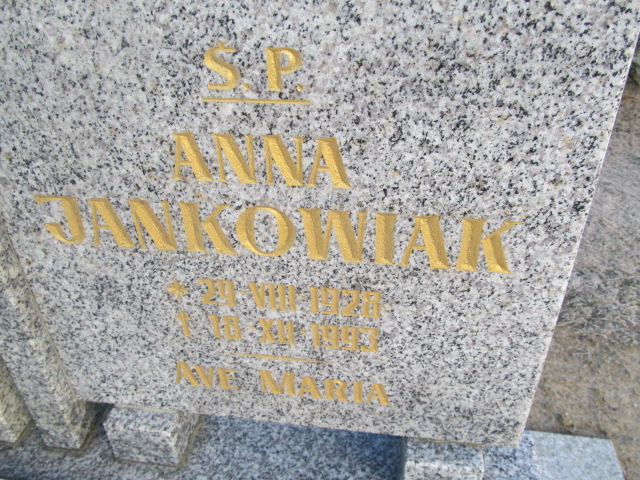 Ś.P.
ANNA
JANKOWIAK
* 29-VIII-1928
† 18-XII-1993
AVE MARIA